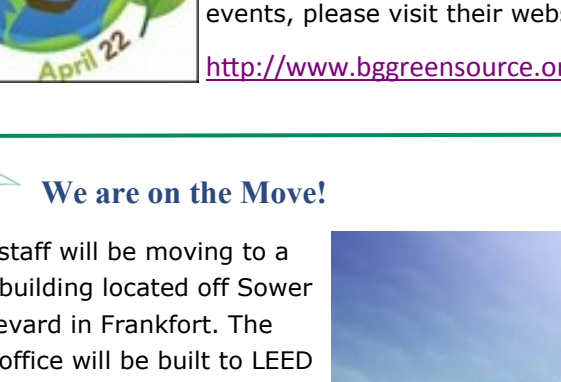 events, please visit their webs
April 22
http://www.bggreensource.or
We are on the Move!
staff will be moving to a
building located off Sower
evard in Frankfort. The
office will be built to LEED